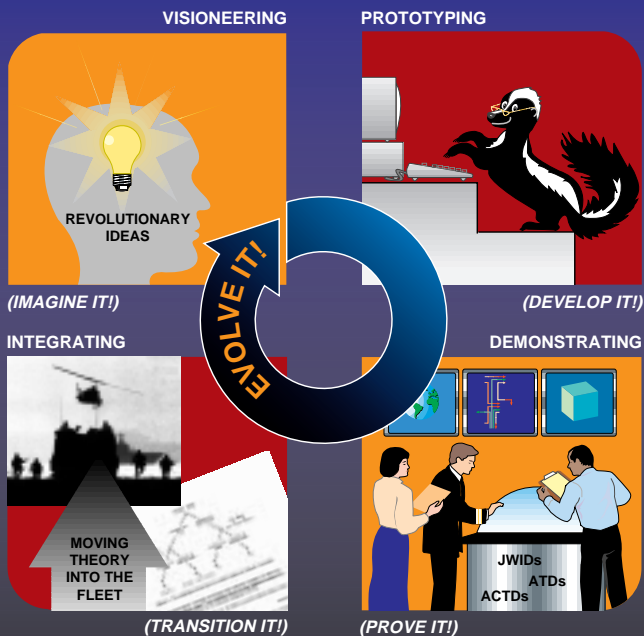 VISIONEERING
REVOLUTIONARY
IDEAS
(IMAGINE IT!)
PROTOTYPING
(DEVELOP IT!)
EVOLVE IT!
INTEGRATING
MOVING
THEORY
INTO THE
FLEET
(TRANSITION IT!)
DEMONSTRATING
JWIDs
ATDs
ACTDs
(PROVE IT!)